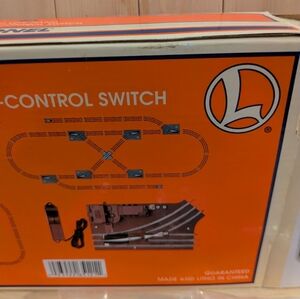 -CONTROL SWITCH
L
®
GUARANTEED
MADE AND LITHO IN CHINA